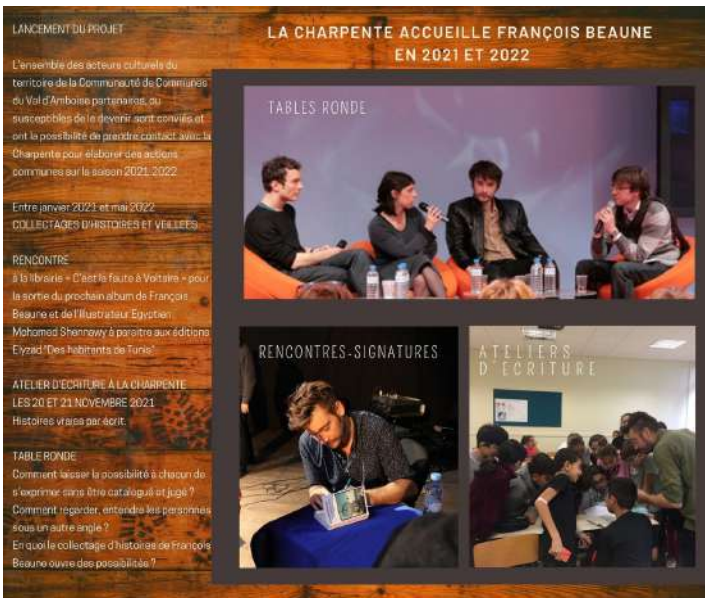 LA CHARPENTE ACCUEILLE FRANÇOIS BEAUNE
EN 2021 ET 2022
LANCEMENT DU PROJET
L'ensemble des acteurs culturels du
territoire de la Communauté de Communes
du Val d'Amboise partenaires, ou
susceptibles de le devenir sont conviés et
ont la possibilité de prendre contact avec la
Charpente pour élaborer des actions
communes sur la saison 2021.2022
Entre janvier 2021 et mai 2022
COLLECTAGES D'HISTOIRES ET VEILLÉES
RENCONTRE
à la librairie « C'est la faute à Voltaire » pour
la sortie du prochain album de François
Beaune et de l'illustrateur Egyptien
Mohamed Shennawy à paraitre aux éditions
Elyzad "Des habitants de Tunis"
ATELIER D'ECRITURE À LA CHARPENTE
LES 20 ET 21 NOVEMBRE 2021
Histoires vraies par écrit.
TABLE RONDE
Comment laisser la possibilité à chacun de
s'exprimer sans être catalogué et jugé ?
Comment regarder, entendre les personnes
sous un autre angle ?
En quoi le collectage d'histoires de François
Beaune ouvre des possibilités ?
TABLES RONDE
RENCONTRES-SIGNATURES
ATELIERS
D'ECRITURE